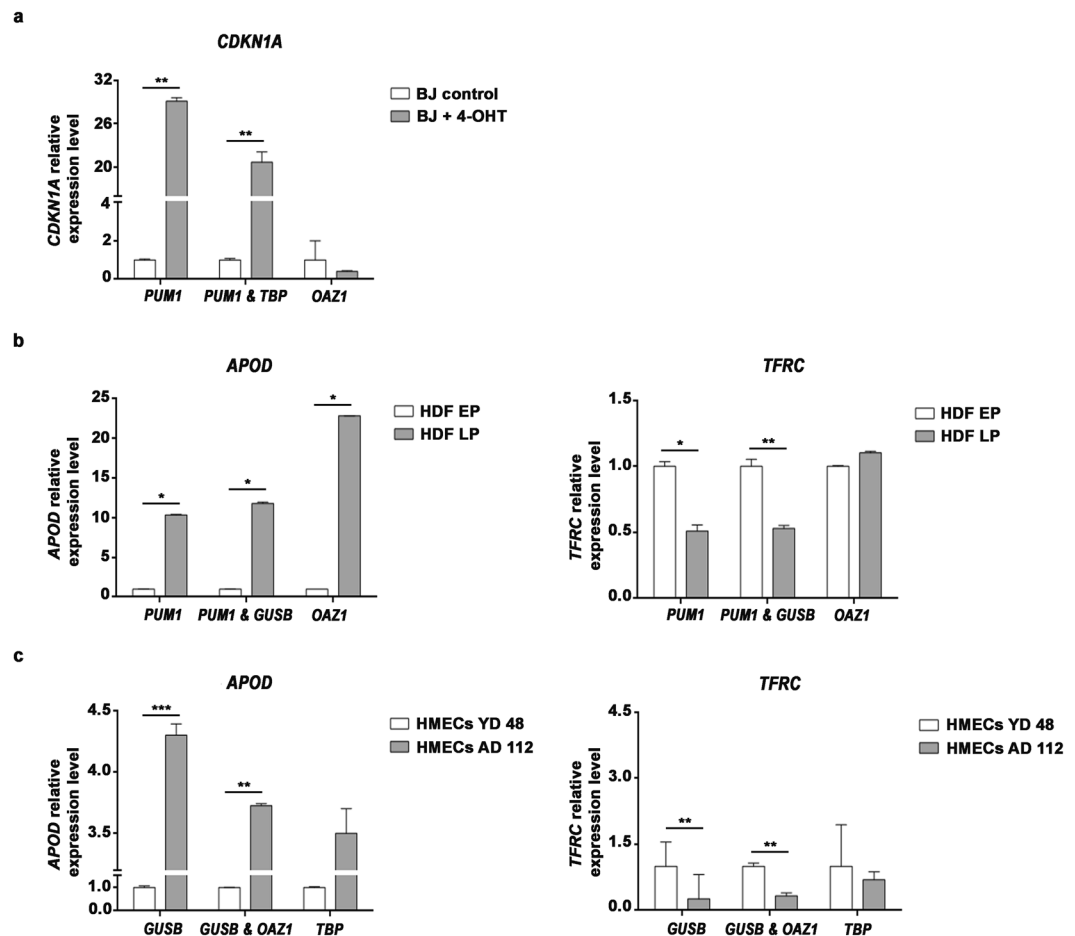 a
CDKN1A
CDKN1A relative
expression level
32
26
20
4
2
0
**
**
PUM1
PUM1 & TBP
OAZ1
BJ control
BJ + 4-OHT
b
APOD
APOD relative
expression level
25
20
15
10
5
0
*
*
*
PUM1
PUM1 & GUSB
OAZ1
HDF EP
HDF LP
TFRC
TFRC relative
expression level
1.5
1.0
0.5
0.0
*
**
PUM1
PUM1 & GUSB
OAZ1
HDF EP
HDF LP
c
APOD
APOD relative
expression level
4.5
4.0
3.5
1.0
0.0
***
**
GUSB
GUSB & OAZ1
TBP
HMECs YD 48
HMECs AD 112
TFRC
TFRC relative
expression level
4.5
3.0
1.5
0.0
**
**
GUSB
GUSB & OAZ1
TBP
HMECs YD 48
HMECs AD 112